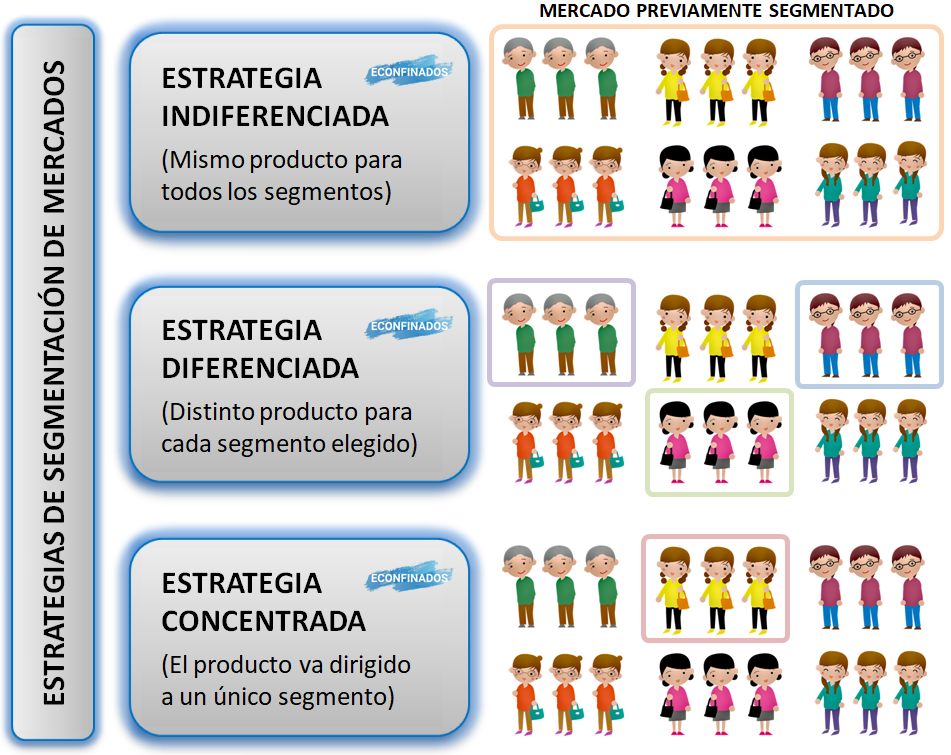 MERCADO PREVIAMENTE SEGMENTADO
ESTRATEGIAS DE SEGMENTACIÓN DE MERCADOS
ECONFINADOS
ESTRATEGIA
INDIFERENCIADA
(Mismo producto para
todos los segmentos)
ECONFINADOS
ESTRATEGIA
DIFERENCIADA
(Distinto producto para
cada segmento elegido)
ECONFINADOS
ESTRATEGIA
CONCENTRADA
(El producto va dirigido
a un único segmento)